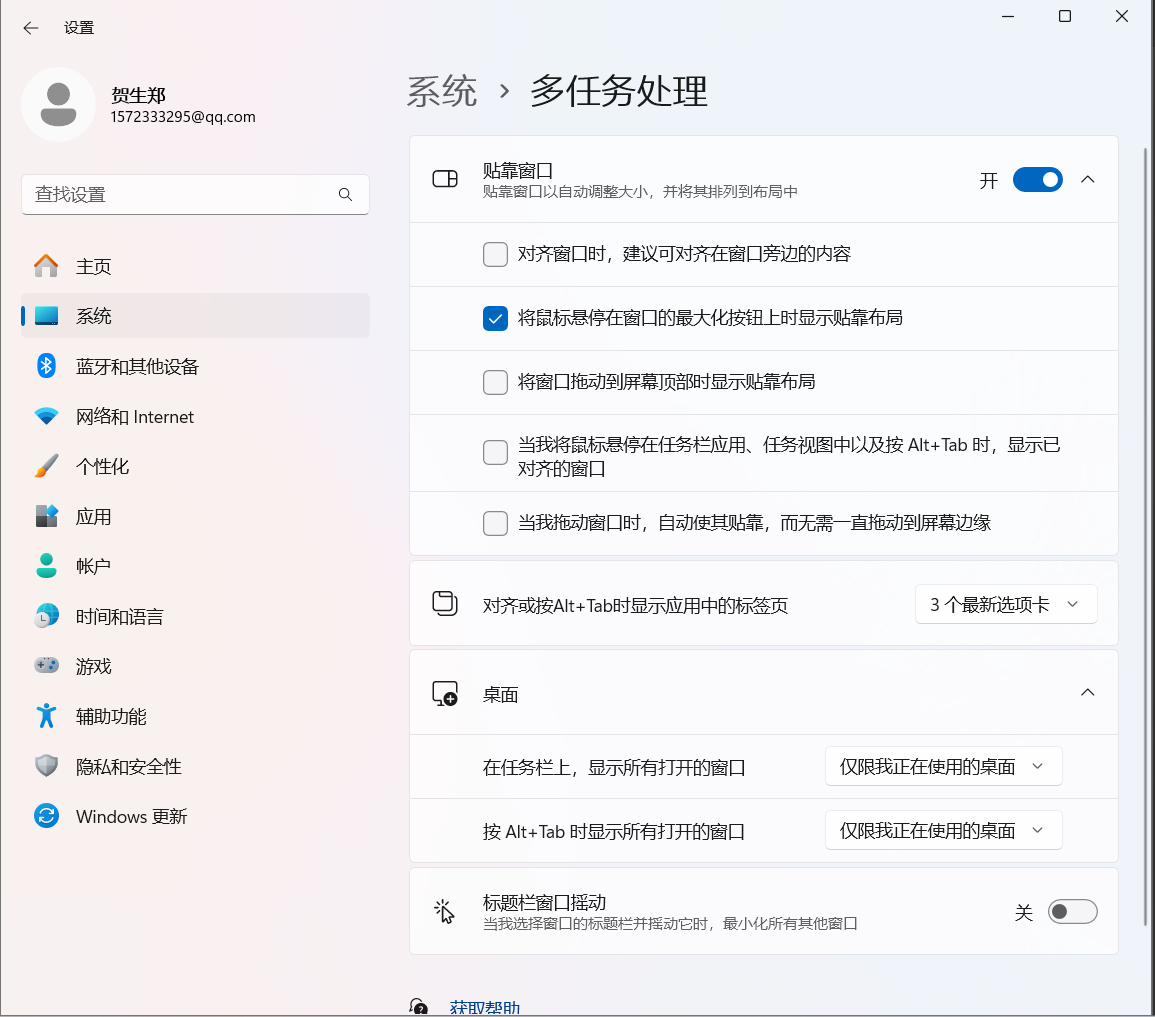 设置
贺生郑
1572333295@qq.com
查找设置
主页
系统
蓝牙和其他设备
网络和 Internet
个性化
应用
帐户
时间和语言
游戏
辅助功能
隐私和安全性
Windows 更新
系统 › 多任务处理
贴靠窗口
贴靠窗口以自动调整大小，并将其排列到布局中
开
对齐窗口时，建议可对齐在窗口旁边的内容
将鼠标悬停在窗口的最大化按钮上时显示贴靠布局
将窗口拖动到屏幕顶部时显示贴靠布局
当我将鼠标悬停在任务栏应用、任务视图中以及按 Alt+Tab 时，显示已
对齐的窗口
当我拖动窗口时，自动使其贴靠，而无需一直拖动到屏幕边缘
对齐或按Alt+Tab时显示应用中的标签页
3 个最新选项卡
桌面
在任务栏上，显示所有打开的窗口
仅限我正在使用的桌面
按 Alt+Tab 时显示所有打开的窗口
仅限我正在使用的桌面
标题栏窗口摇动
当我选择窗口的标题栏并摇动它时，最小化所有其他窗口
关
获取帮助